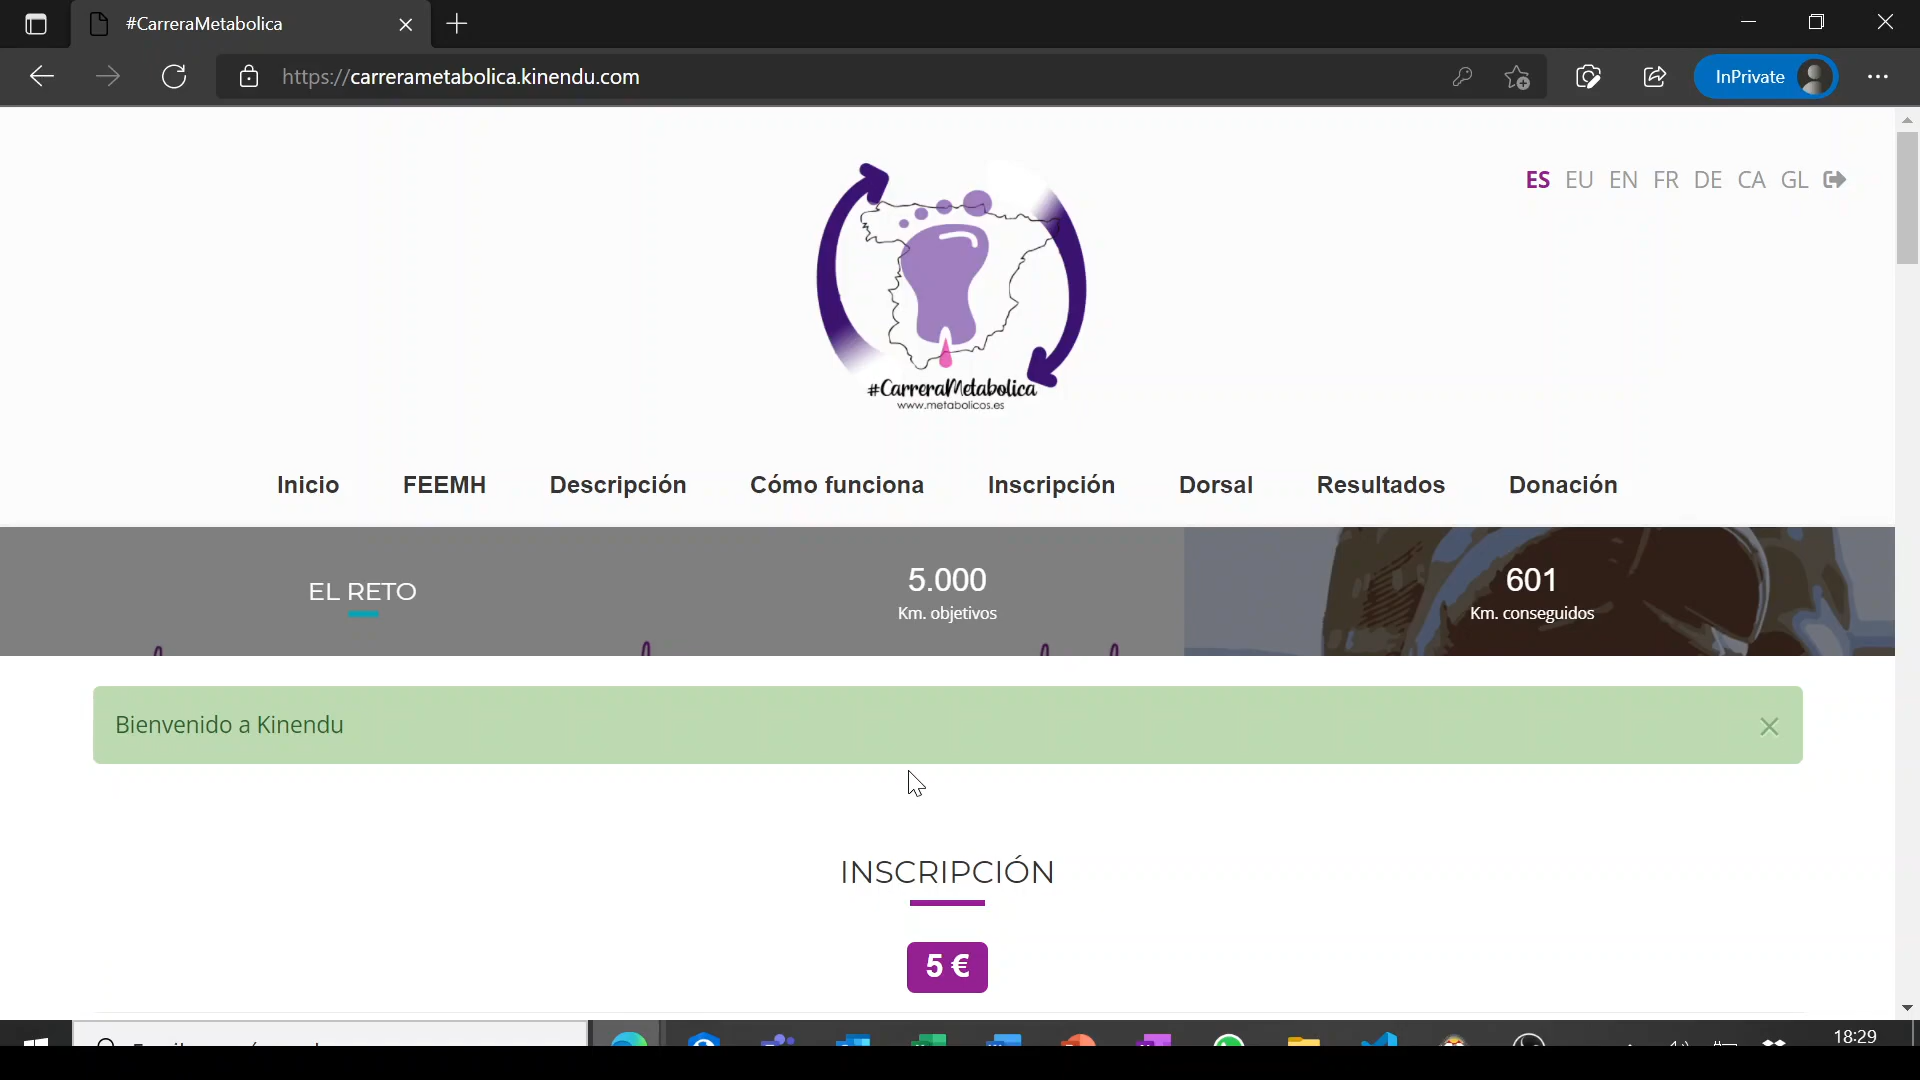 #CarreraMetabolica
https://carrerametabolica.kinendu.com
InPrivate
ES EU EN FR DE CA GL
#CarreraMetabolica
www.metabolicos.es
Inicio FEEMH Descripción Cómo funciona Inscripción Dorsal Resultados Donación
EL RETO
5.000
Km. objetivos
601
Km. conseguidos
Bienvenido a Kinendu
INSCRIPCIÓN
5 €
18:29